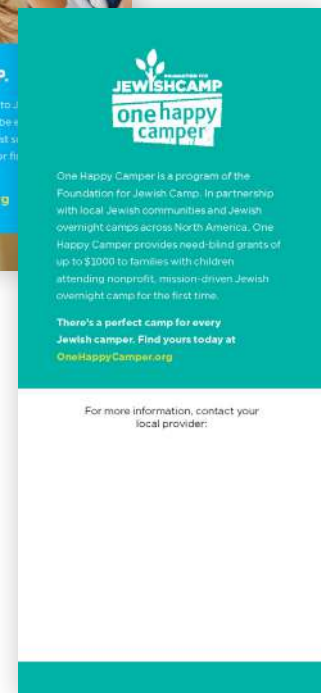 FOUNDATION FOR
JEWISHCAMP
one happy
camper
One Happy Camper is a program of the
Foundation for Jewish Camp. In partnership
with local Jewish communities and Jewish
overnight camps across North America, One
Happy Camper provides need-blind grants of
up to $1000 to families with children
attending nonprofit, mission-driven Jewish
overnight camp for the first time.
There's a perfect camp for every
Jewish camper. Find yours today at
OneHappyCamper.org
For more information, contact your
local provider: